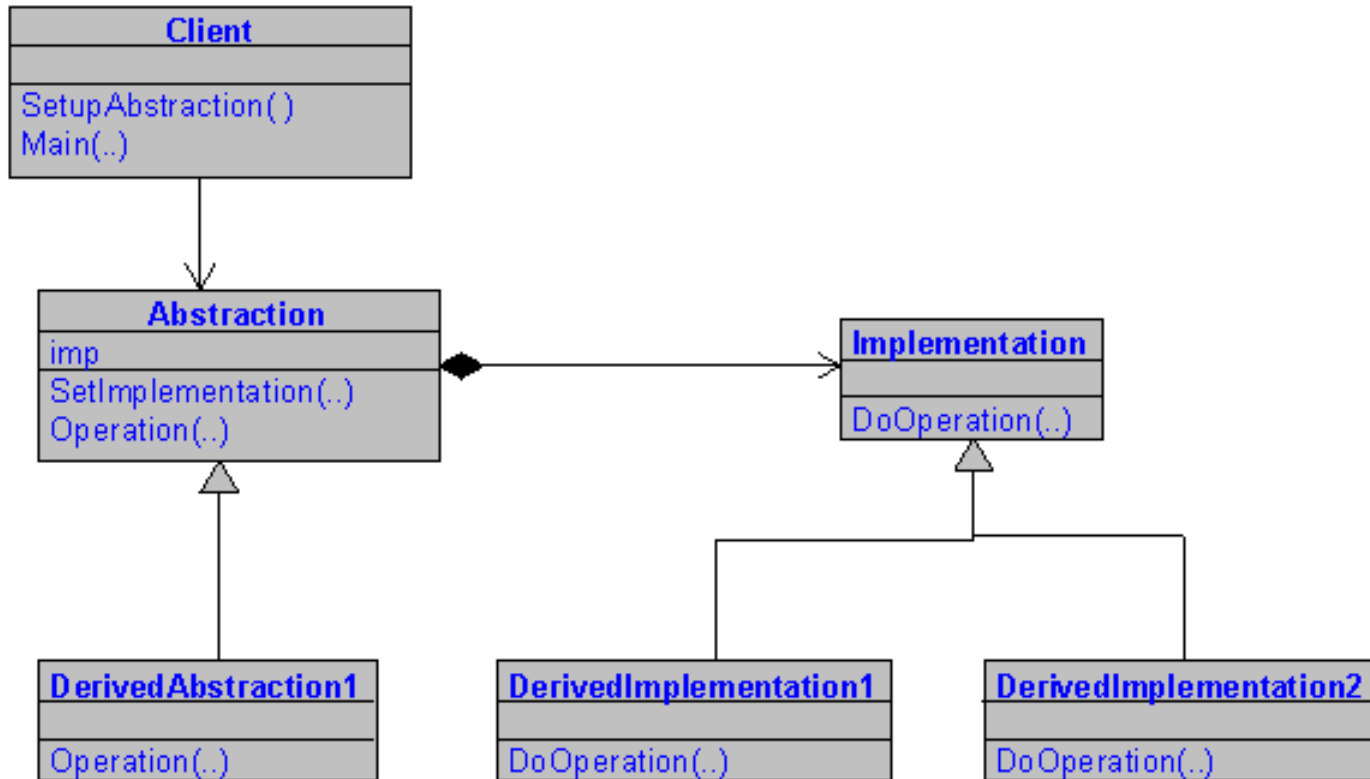 Client
SetupAbstraction( )
Main(..)
Abstraction
imp
SetImplementation(..)
Operation(..)
Implementation
DoOperation(..)
DerivedAbstraction1
Operation(..)
DerivedImplementation1
DoOperation(..)
DerivedImplementation2
DoOperation(..)